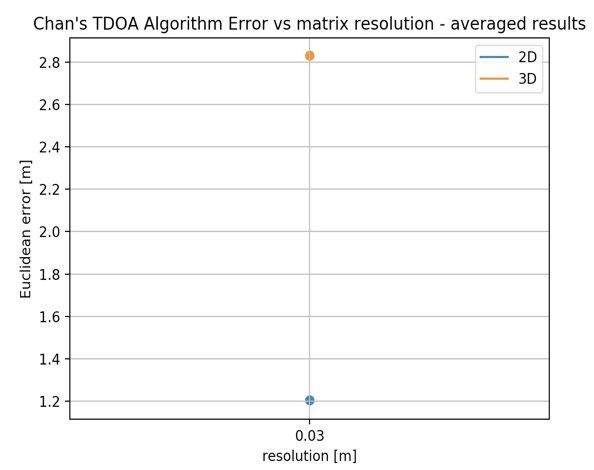 Chan's TDOA Algorithm Error vs matrix resolution - averaged results
2D
3D
Euclidean error [m]
2.8
2.6
2.4
2.2
2.0
1.8
1.6
1.4
1.2
0.03
resolution [m]